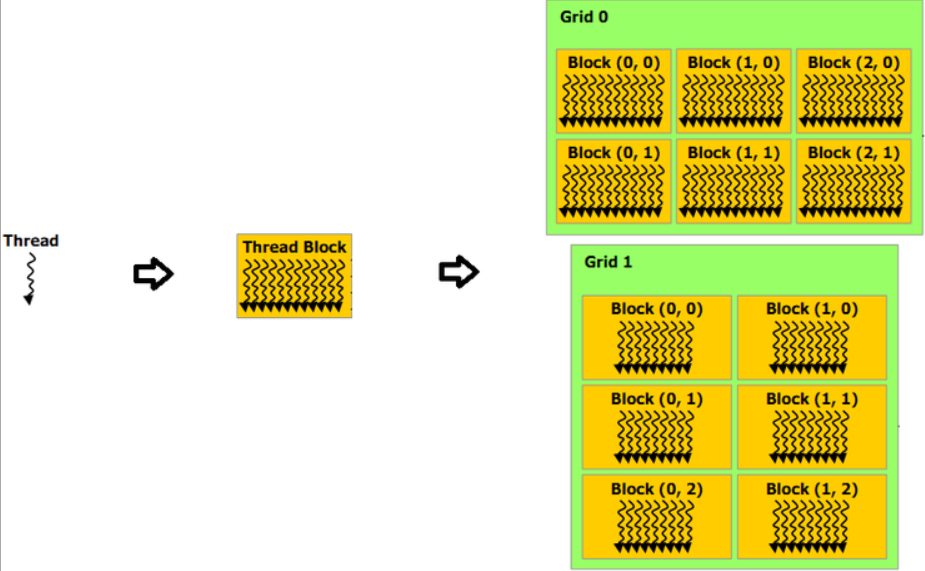 Thread
Thread Block
Grid 0
Block (0, 0) Block (1, 0) Block (2, 0)
Block (0, 1) Block (1, 1) Block (2, 1)
Grid 1
Block (0, 0) Block (1, 0)
Block (0, 1) Block (1, 1)
Block (0, 2) Block (1, 2)